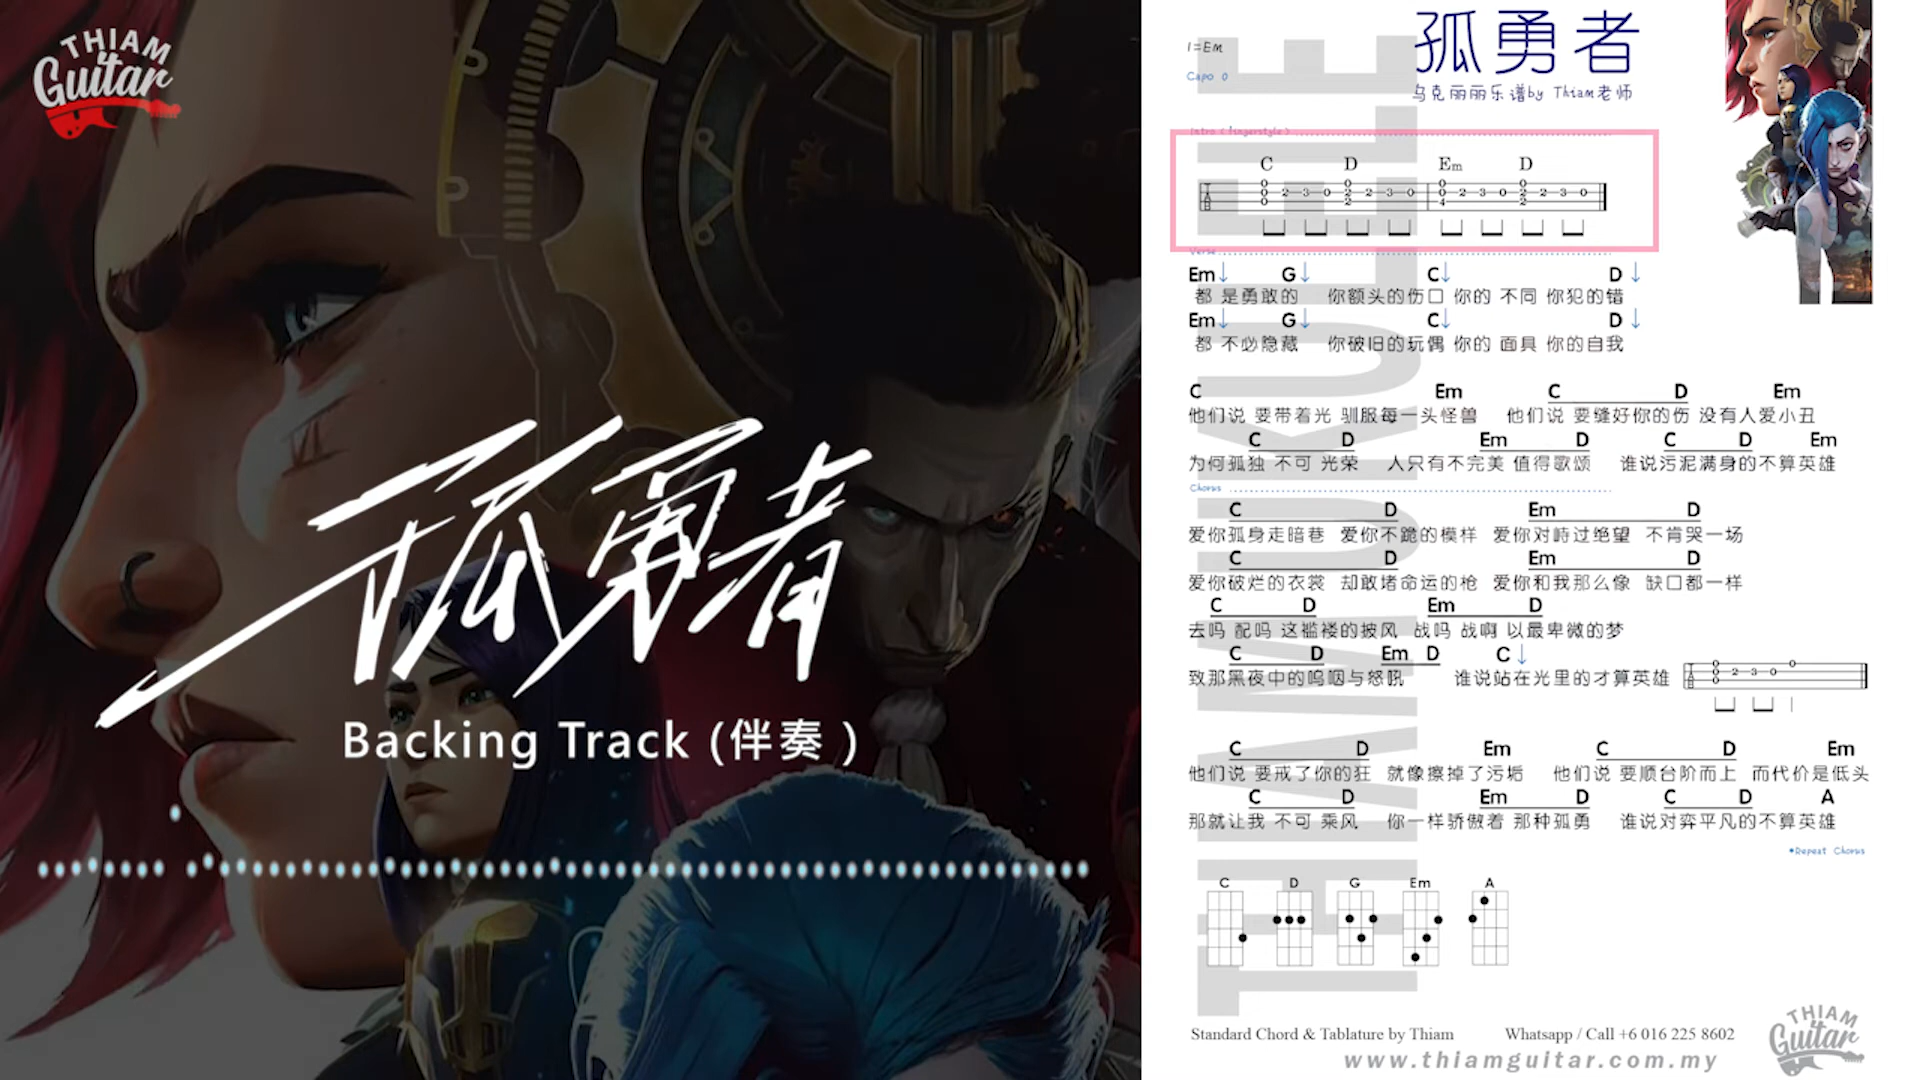 THIAM
Guitar
孤勇者
Backing Track (伴奏 )
1=Em
Capo 0
孤勇者
乌克丽丽乐谱by Thiam老师
Intro ( fingerstyle )
C D Em D
Verse
Em↓ G↓ C↓ D↓
都 是勇敢的 你额头的伤口 你的 不同 你犯的错
Em↓ G↓ C↓ D↓
都 不必隐藏 你破旧的玩偶 你的 面具 你的自我
C Em C D Em
他们说 要带着光 驯服每一头怪兽 他们说 要缝好你的伤 没有人爱小丑
C D Em D C D Em
为何孤独 不可 光荣 人只有不完美 值得歌颂 谁说污泥满身的不算英雄
Chorus
C D Em D
爱你孤身走暗巷 爱你不跪的模样 爱你对峙过绝望 不肯哭一场
C D Em D
爱你破烂的衣裳 却敢堵命运的枪 爱你和我那么像 缺口都一样
C D Em D
去吗 配吗 这褴褛的披风 战吗 战啊 以最卑微的梦
C D Em D C↓
致那黑夜中的呜咽与怒吼 谁说站在光里的才算英雄
C D Em C D Em
他们说 要戒了你的狂 就像擦掉了污垢 他们说 要顺台阶而上 而代价是低头
C D Em D C D A
那就让我 不可 乘风 你一样骄傲着 那种孤勇 谁说对弈平凡的不算英雄
*Repeat Chorus
C D G Em A
THIAM UKULELE
Standard Chord & Tablature by Thiam Whatsapp / Call +6 016 225 8602
www.thiamguitar.com.my
THIAM
Guitar